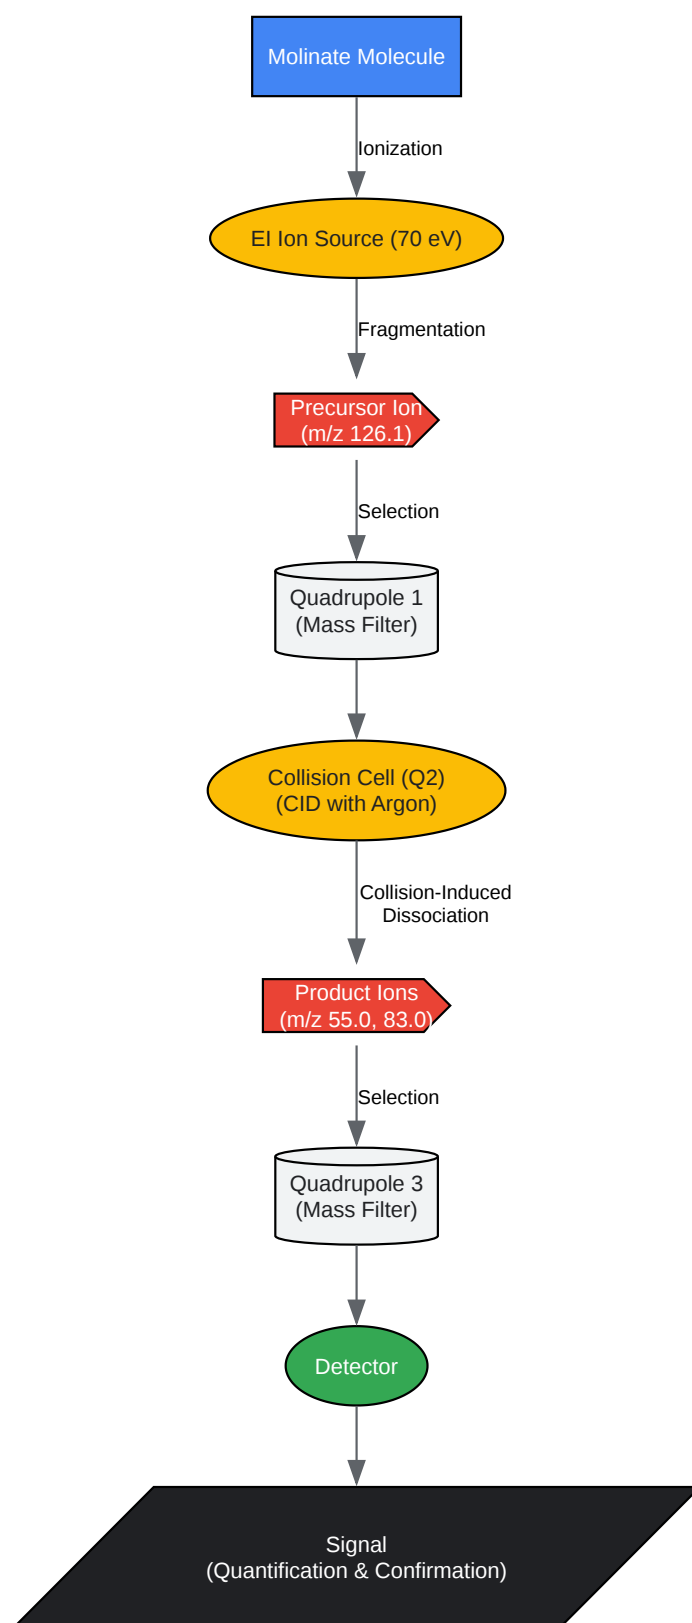 Molinate Molecule
Ionization
EI Ion Source (70 eV)
Fragmentation
Precursor Ion
(m/z 126.1)
Selection
Quadrupole 1
(Mass Filter)
Collision Cell (Q2)
(CID with Argon)
Collision-Induced
Dissociation
Product Ions
(m/z 55.0, 83.0)
Selection
Quadrupole 3
(Mass Filter)
Detector
Signal
(Quantification & Confirmation)